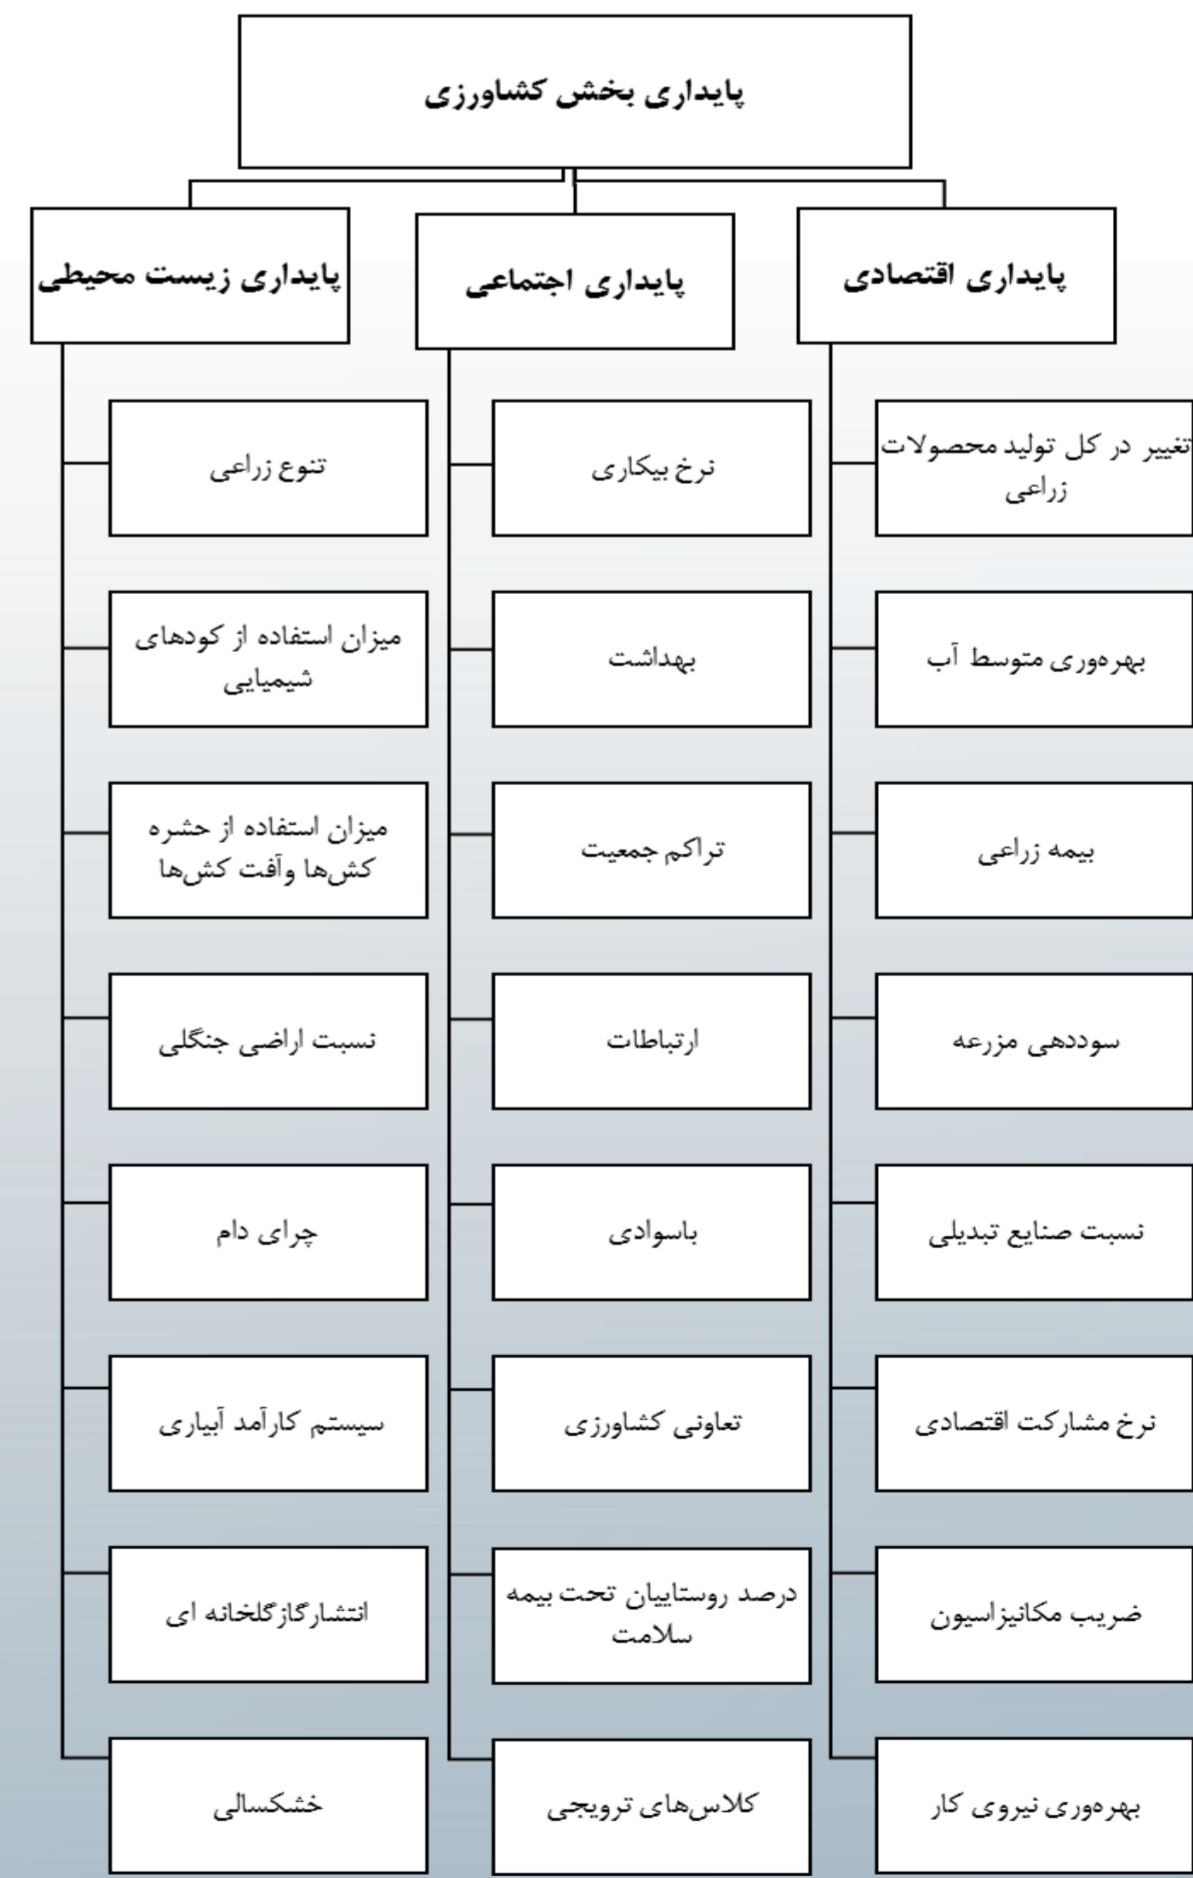 پایداری بخش کشاورزی
پایداری اقتصادی
پایداری اجتماعی
پایداری زیست محیطی
تغییر در کل تولید محصولات
زراعی
بهره‌وری متوسط آب
بیمه زراعی
سوددهی مزرعه
نسبت صنایع تبدیلی
نرخ مشارکت اقتصادی
ضریب مکانیزاسیون
بهره‌وری نیروی کار
نرخ بیکاری
بهداشت
تراکم جمعیت
ارتباطات
باسوادی
تعاونی کشاورزی
درصد روستاییان تحت بیمه
سلامت
کلاس‌های ترویجی
تنوع زراعی
میزان استفاده از کودهای
شیمیایی
میزان استفاده از حشره
کش‌ها وآفت کش‌ها
نسبت اراضی جنگلی
چرای دام
سیستم کارآمد آبیاری
انتشارگازگلخانه ای
خشکسالی